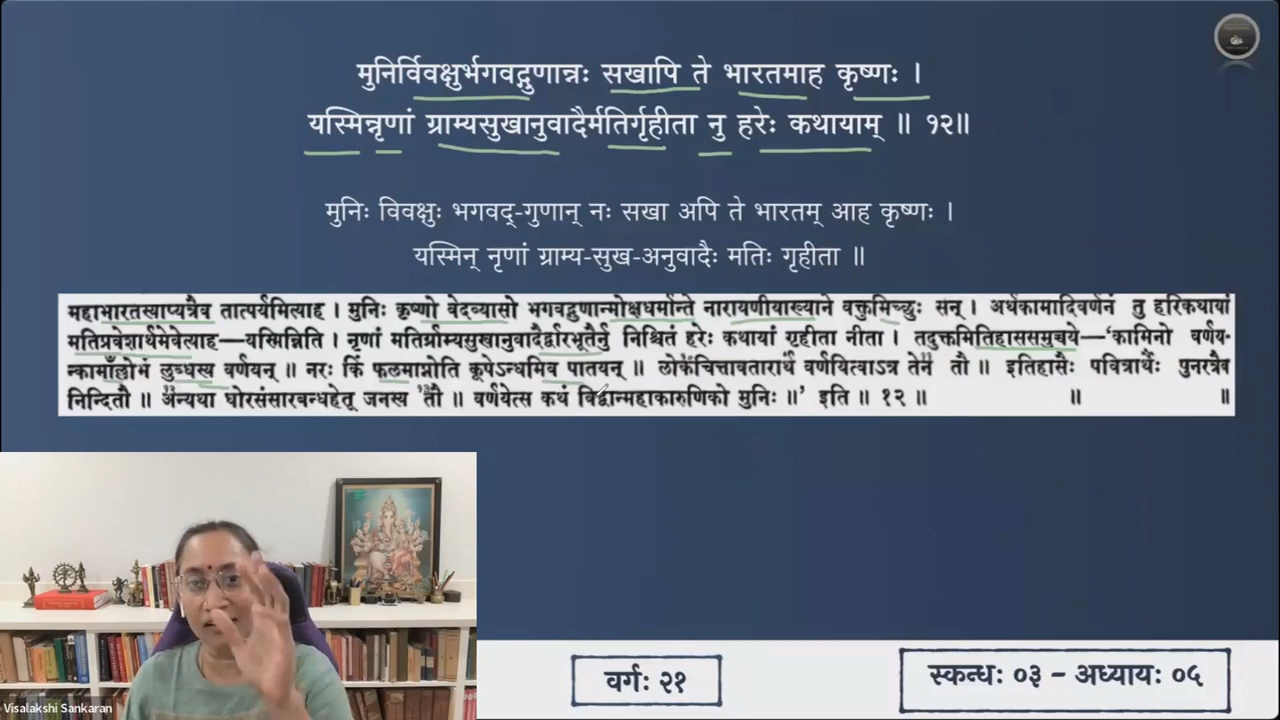 मुनिर्विवक्षुर्भगवद्गुणान्नः सखापि ते भारतमाह कृष्णः ।
यस्मिन्नृणां ग्राम्यसुखानुवादैर्मतिर्गृहीता नु हरेः कथायाम् ॥ १२॥
मुनिः विवक्षुः भगवद्-गुणान् नः सखा अपि ते भारतम् आह कृष्णः ।
यस्मिन् नृणां ग्राम्य-सुख-अनुवादैः मतिः गृहीता ॥
महाभारतस्याप्यत्रैव तात्पर्यमित्याह । मुनिः कृष्णो वेदव्यासो भगवद्गुणान्मोक्षधर्मान्ते नारायणीयाख्याने वक्तुमिच्छुः सन् । अर्थकामादिवर्णनं तु हरिकथायां
मतिप्रवेशार्थमेवेत्याह—यस्मिन्निति । नृणां मतिर्ग्राम्यसुखानुवादैर्द्वारभूतैर्नु निश्चितं हरेः कथायां गृहीता नीता । तदुक्तमितिहाससमुच्चये—'कामिनो वर्णय-
न्कामाँल्लोभं लुब्धस्य वर्णयन् ॥ नरः किं फलमाप्नोति कूपेऽन्धमिव पातयन् ॥ लोकचित्तावतारार्थं वर्णयित्वाऽत्र तेन तौ ॥ इतिहासैः पवित्रार्थैः पुनरत्रैव
निन्दितौ ॥ अन्यथा घोरसंसारबन्धहेतू जनस्य तौ ॥ वर्णयेत्स कथं विद्वान्महाकारुणिको मुनिः ॥' इति ॥ १२ ॥ ॥ ॥
Visalakshi Sankaran
वर्गः २१
स्कन्धः ०३ – अध्यायः ०५